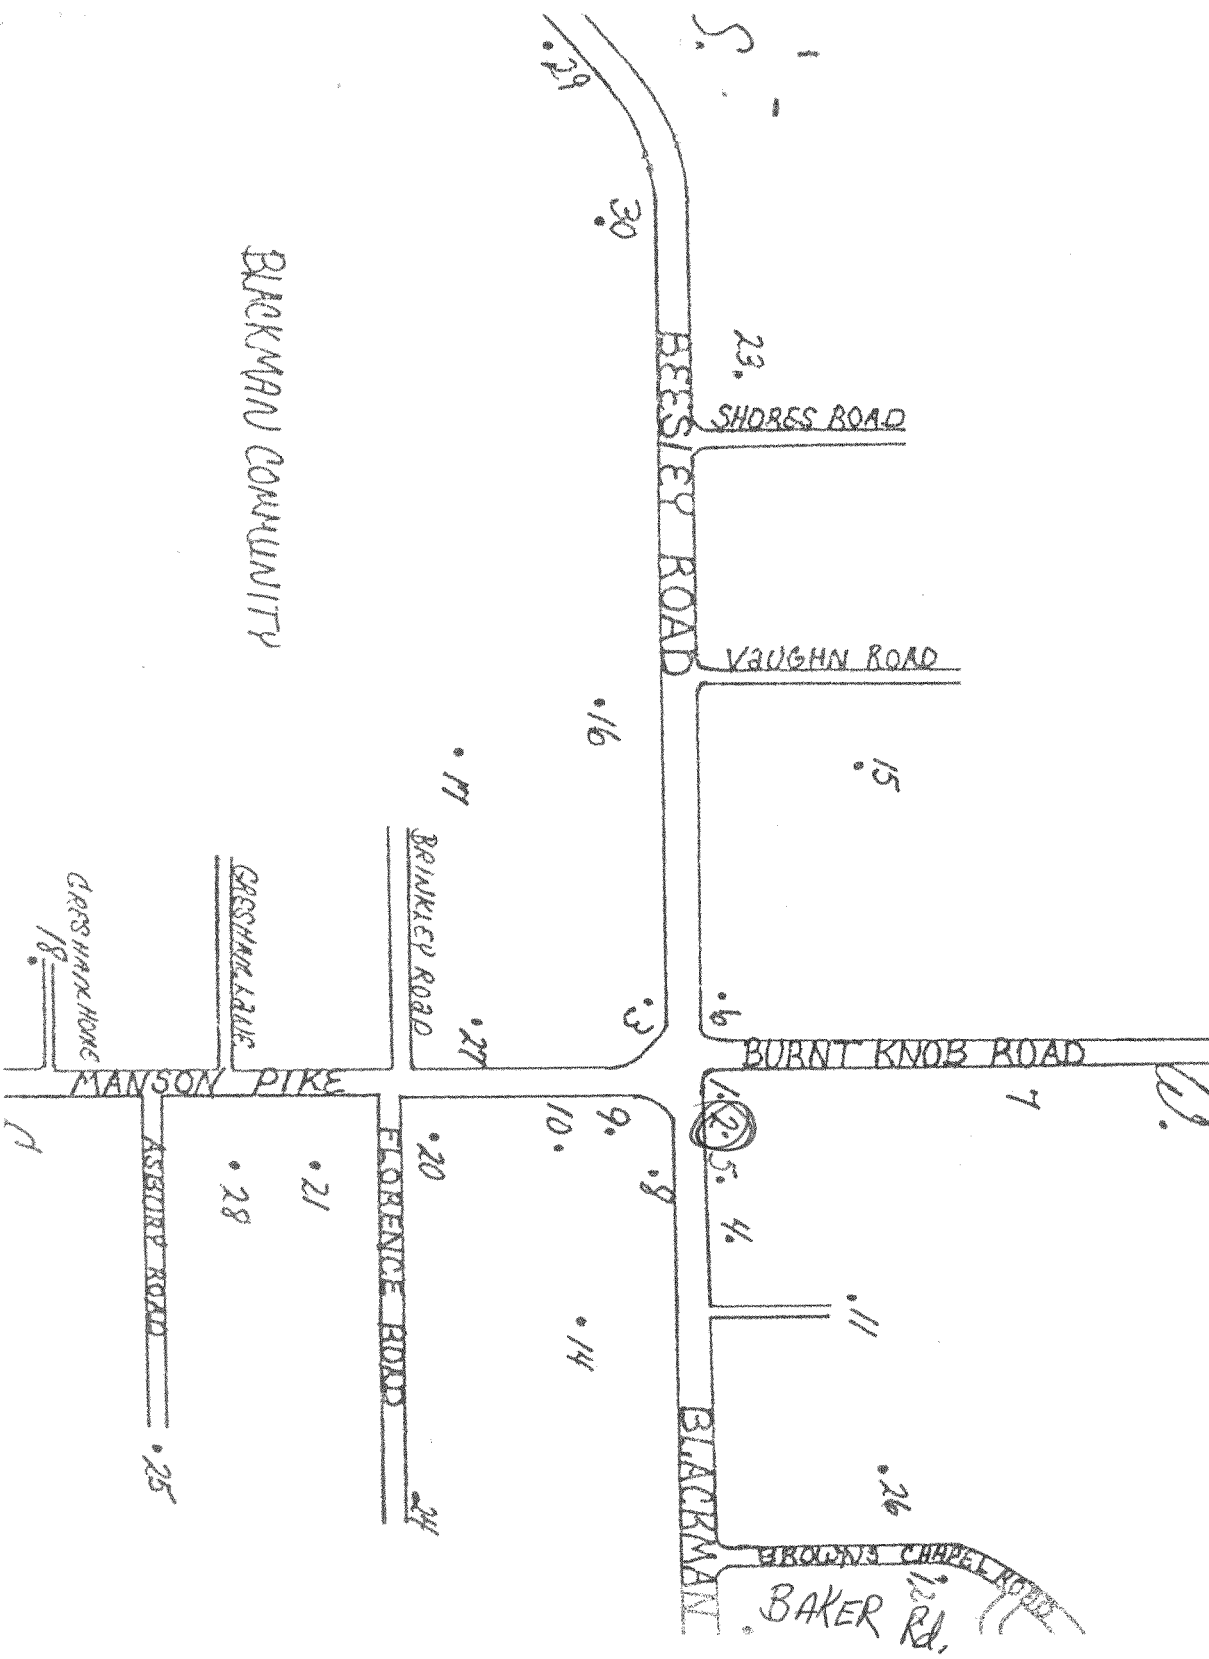 S.
29
30
23
SHORES ROAD
BEESLEY ROAD
BLACKMAN COMMUNITY
VAUGHN ROAD
16
15
17
BRINKLEY ROAD
GRESHAM LANE
GRESHAM HOME
18
3
6
27
BURNT KNOB ROAD
MANSON PIKE
1
2
7
9
10
5
8
20
21
28
4
FLORENCE ROAD
ASBURY ROAD
11
14
BLACKMAN
25
24
26
BROWNS CHAPEL ROAD
12
BAKER Rd.